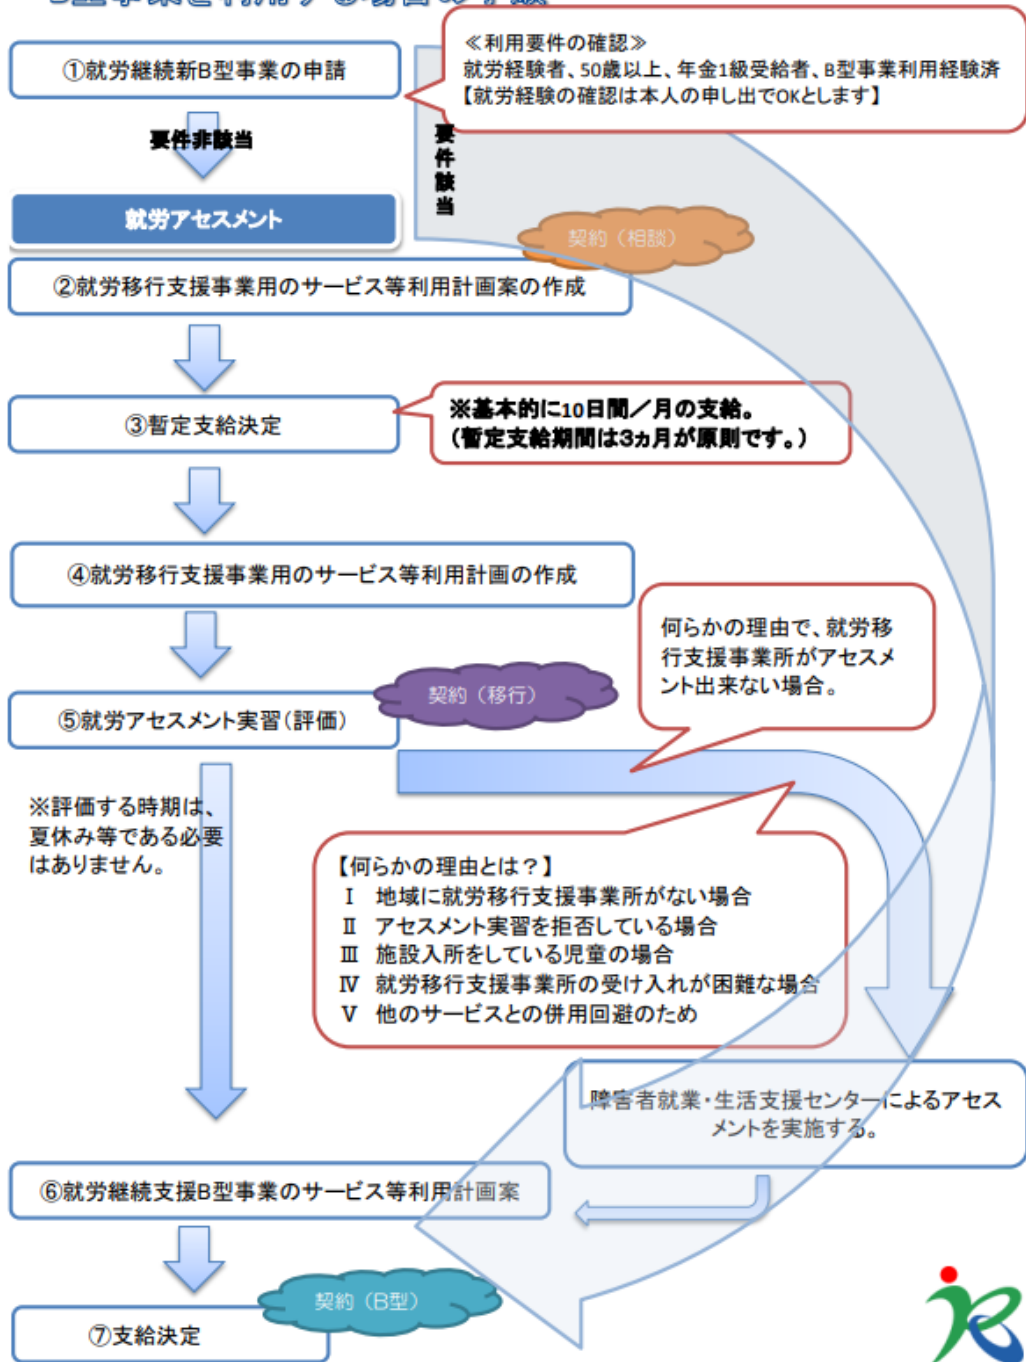 B型事業を利用する場合の手順
①就労継続新B型事業の申請
≪利用要件の確認≫
就労経験者、50歳以上、年金1級受給者、B型事業利用経験済
【就労経験の確認は本人の申し出でOKとします】
要件非該当
要件該当
就労アセスメント
契約（相談）
②就労移行支援事業用のサービス等利用計画案の作成
③暫定支給決定
※基本的に10日間／月の支給。
（暫定支給期間は3ヵ月が原則です。）
④就労移行支援事業用のサービス等利用計画の作成
何らかの理由で、就労移
行支援事業所がアセスメ
ント出来ない場合。
契約（移行）
⑤就労アセスメント実習（評価）
※評価する時期は、
夏休み等である必要
はありません。
【何らかの理由とは？】
Ⅰ 地域に就労移行支援事業所がない場合
Ⅱ アセスメント実習を拒否している場合
Ⅲ 施設入所をしている児童の場合
Ⅳ 就労移行支援事業所の受け入れが困難な場合
Ⅴ 他のサービスとの併用回避のため
障害者就業・生活支援センターによるアセス
メントを実施する。
⑥就労継続支援B型事業のサービス等利用計画案
契約（B型）
⑦支給決定